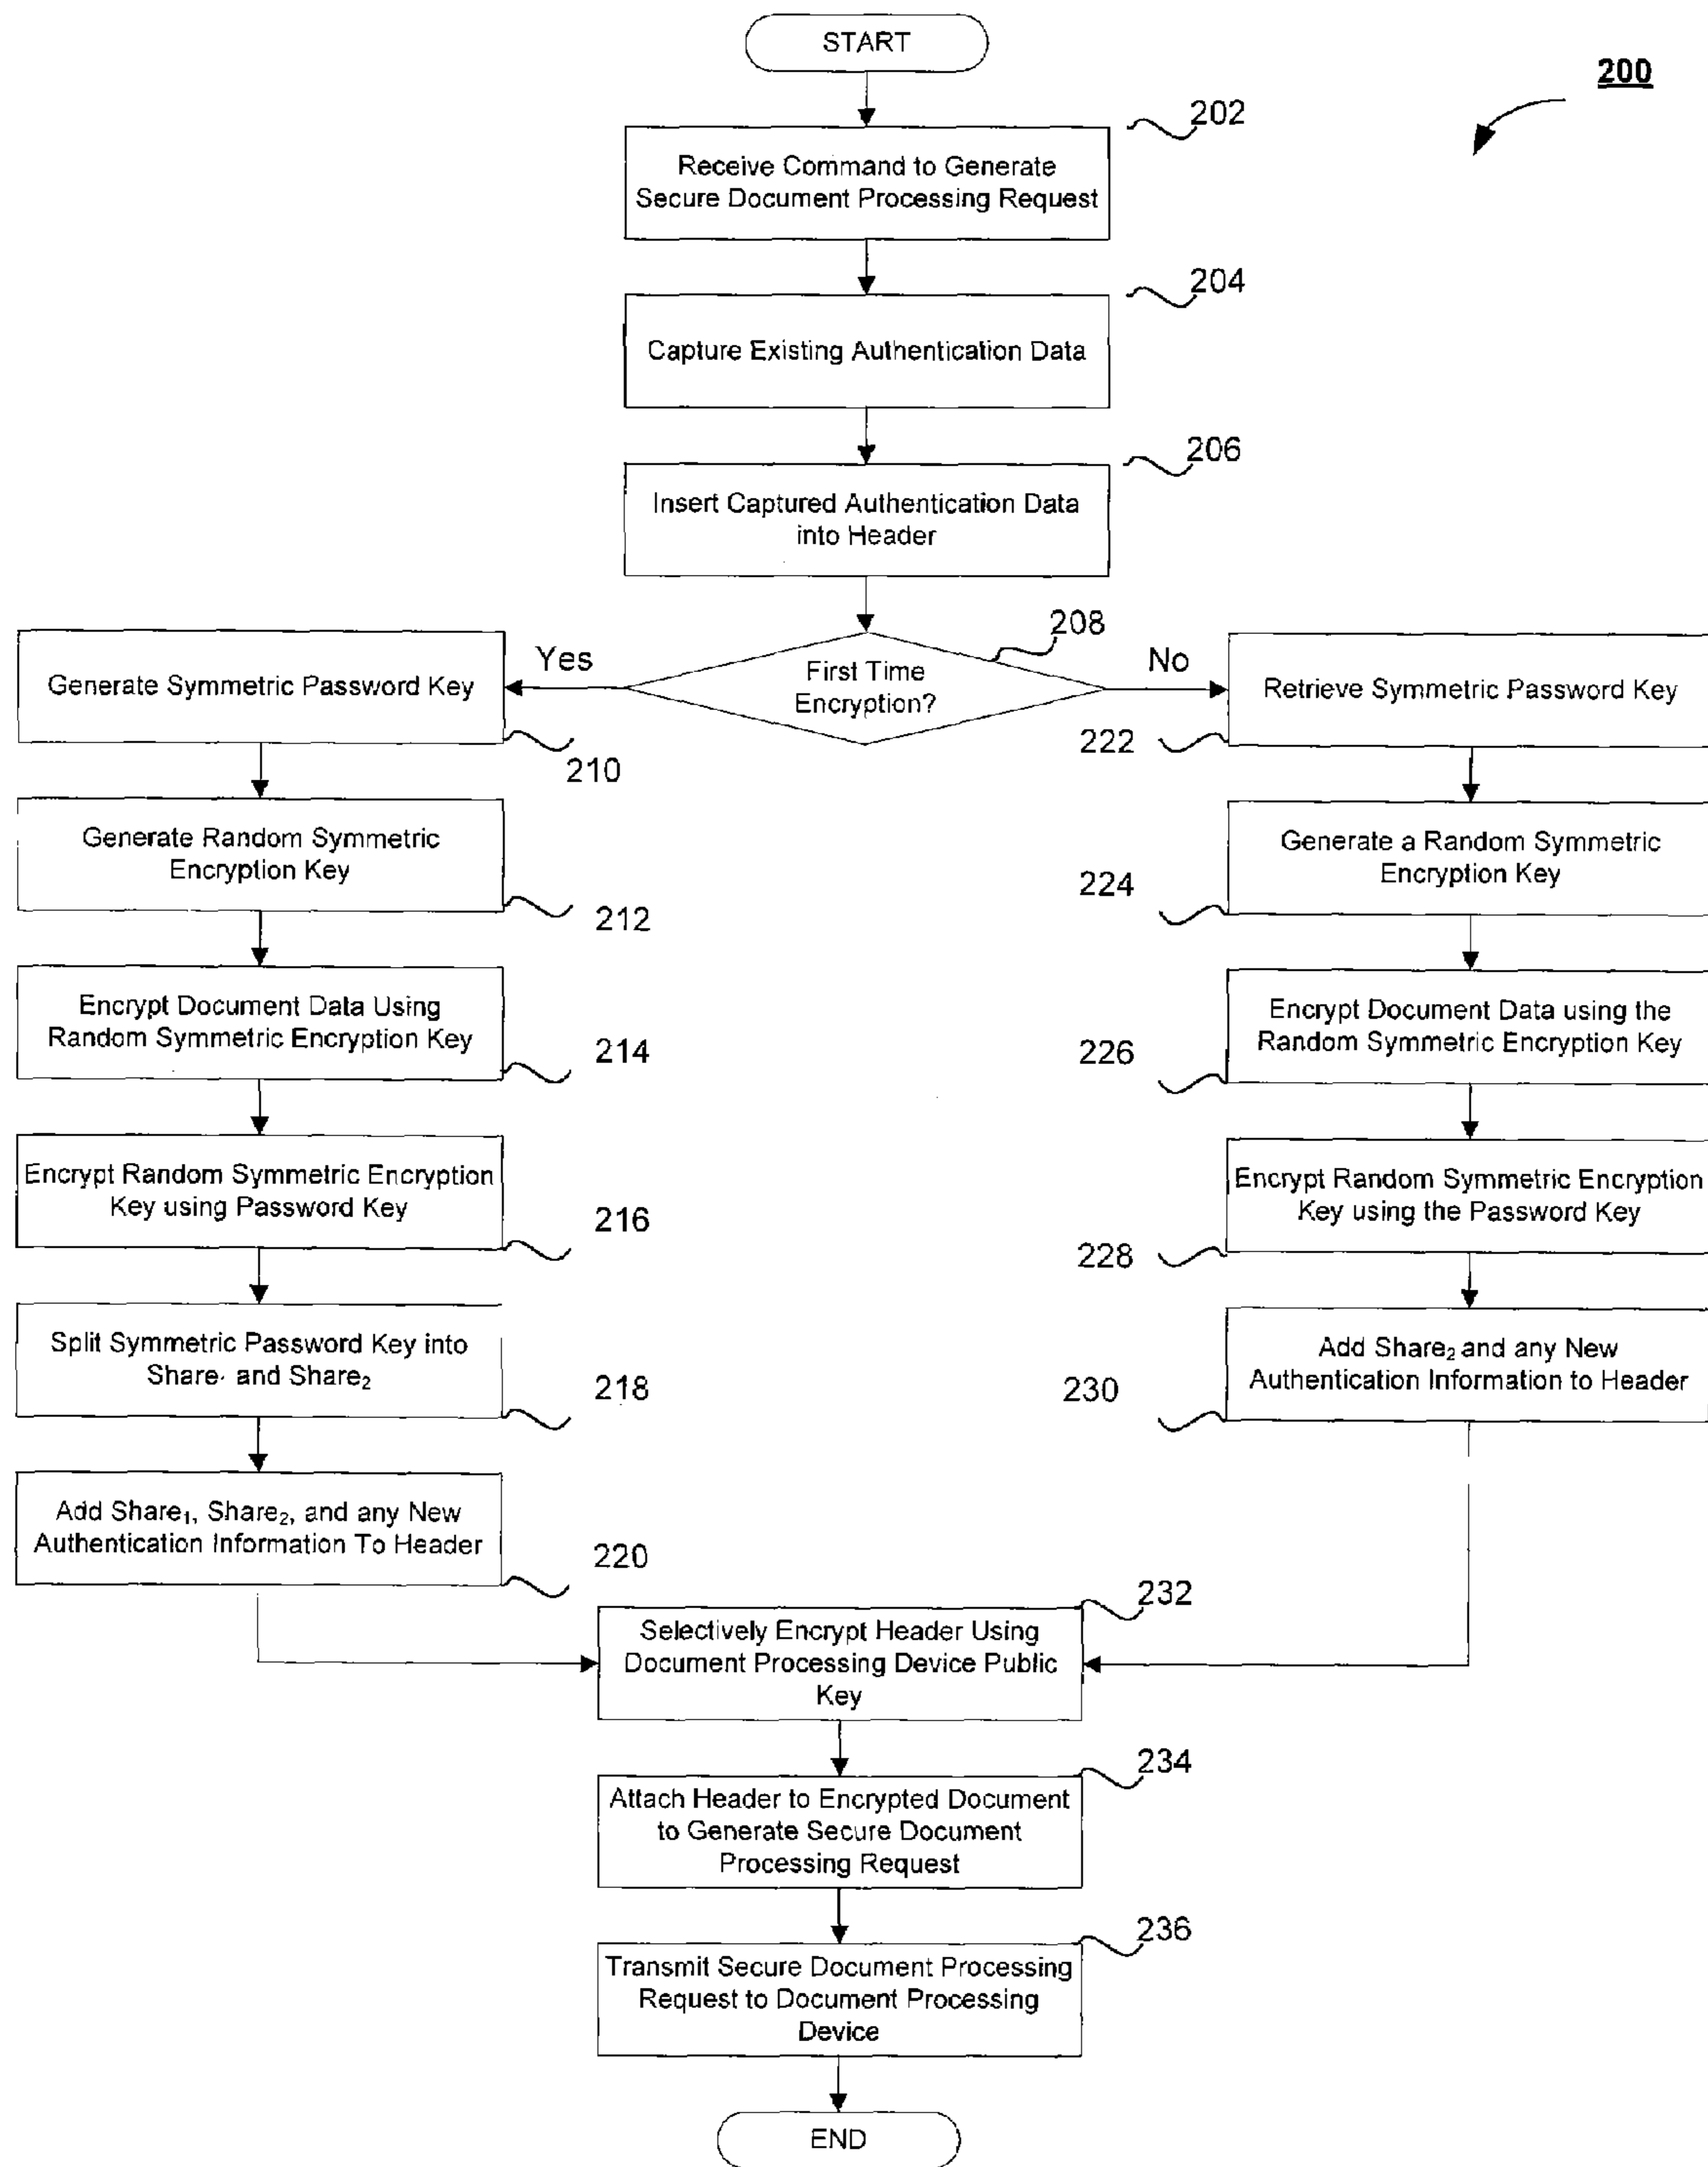 START
200
202
Receive Command to Generate
Secure Document Processing Request
204
Capture Existing Authentication Data
206
Insert Captured Authentication Data
into Header
208
First Time
Encryption?
Yes
No
Generate Symmetric Password Key
210
Generate Random Symmetric
Encryption Key
212
Encrypt Document Data Using
Random Symmetric Encryption Key
214
Encrypt Random Symmetric Encryption
Key using Password Key
216
Split Symmetric Password Key into
Share and Share₂
218
Add Share₁, Share₂, and any New
Authentication Information To Header
220
Retrieve Symmetric Password Key
222
Generate a Random Symmetric
Encryption Key
224
Encrypt Document Data using the
Random Symmetric Encryption Key
226
Encrypt Random Symmetric Encryption
Key using the Password Key
228
Add Share₂ and any New
Authentication Information to Header
230
232
Selectively Encrypt Header Using
Document Processing Device Public
Key
234
Attach Header to Encrypted Document
to Generate Secure Document
Processing Request
236
Transmit Secure Document Processing
Request to Document Processing
Device
END